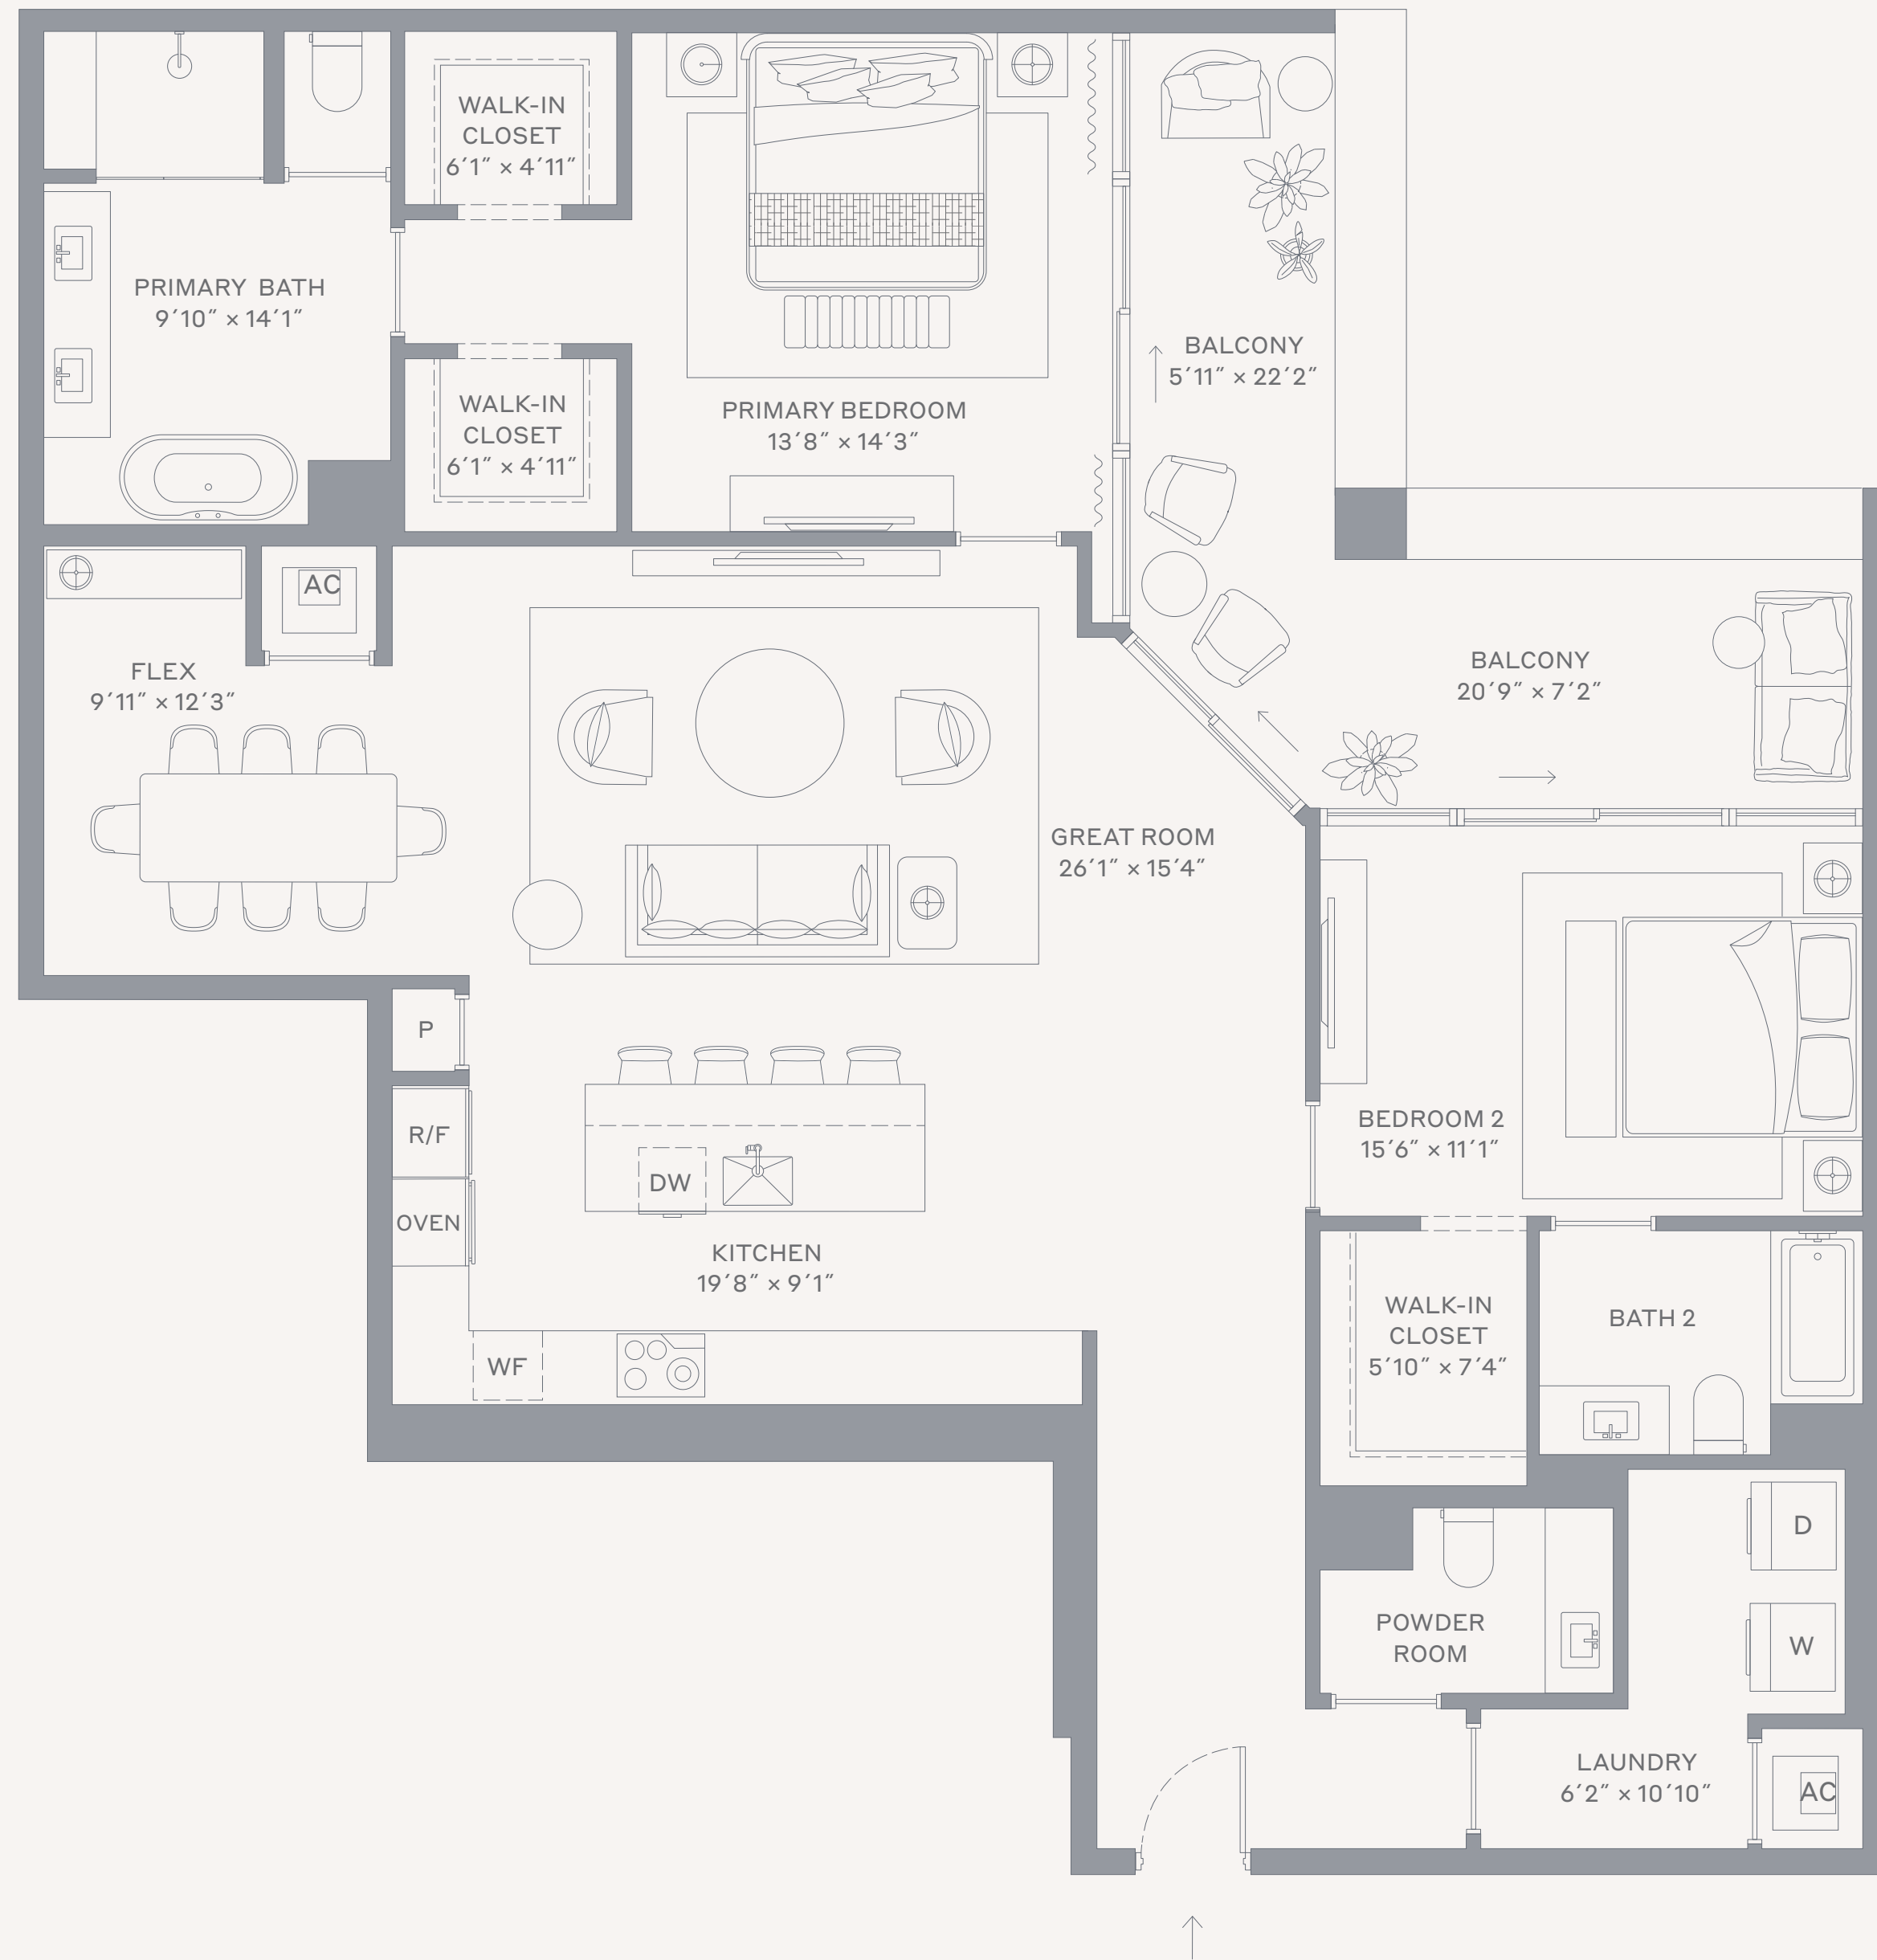 WALK-IN
CLOSET
6′1″ × 4′11″
PRIMARY BATH
9′10″ × 14′1″
BALCONY
5′11″ × 22′2″
WALK-IN
CLOSET
6′1″ × 4′11″
PRIMARY BEDROOM
13′8″ × 14′3″
AC
FLEX
9′11″ × 12′3″
BALCONY
20′9″ × 7′2″
GREAT ROOM
26′1″ × 15′4″
P
R/F
DW
OVEN
BEDROOM 2
15′6″ × 11′1″
KITCHEN
19′8″ × 9′1″
WF
WALK-IN
CLOSET
5′10″ × 7′4″
BATH 2
D
POWDER
ROOM
W
LAUNDRY
6′2″ × 10′10″
AC